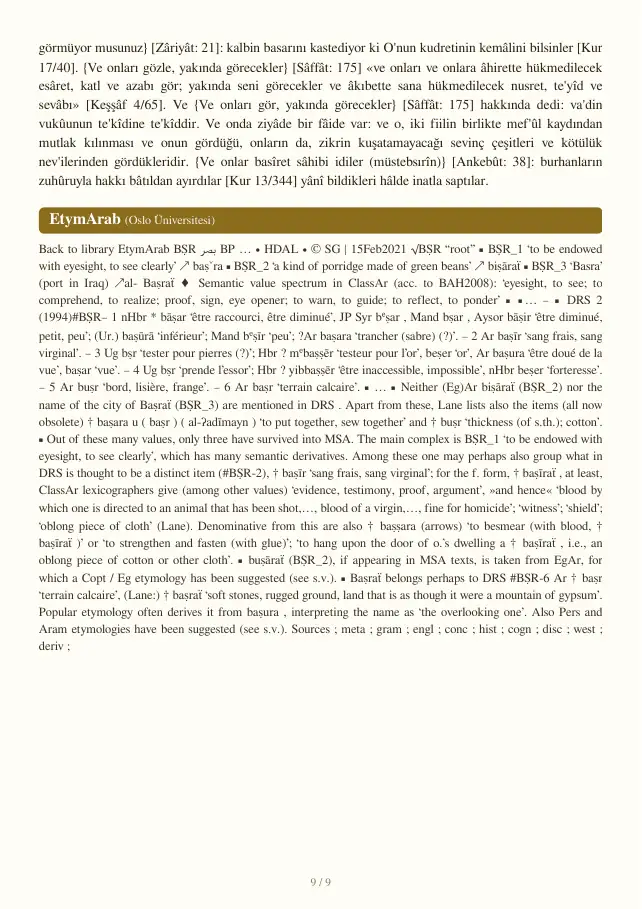 görmüyor musunuz} [Zâriyât: 21]: kalbin basarını kastediyor ki O'nun kudretinin kemâlini bilsinler [Kur
17/40]. {Ve onları gözle, yakında görecekler} [Sâffât: 175] «ve onları ve onlara âhirette hükmedilecek
esâret, katl ve azabı gör; yakında seni görecekler ve âkıbette sana hükmedilecek nusret, te'yîd ve
sevâbı» [Keşşâf 4/65]. Ve {Ve onları gör, yakında görecekler} [Sâffât: 175] hakkında dedi: va'din
vukûunun te'kîdine te'kîddir. Ve onda ziyâde bir fâide var: ve o, iki fiilin birlikte mef'ûl kaydından
mutlak kılınması ve onun gördüğü, onların da, zikrin kuşatamayacağı sevinç çeşitleri ve kötülük
nev'ilerinden gördükleridir. {Ve onlar basîret sâhibi idiler (müstebsırîn)} [Ankebût: 38]: burhanların
zuhûruyla hakkı bâtıldan ayırdılar [Kur 13/344] yânî bildikleri hâlde inatla saptılar.
EtymArab (Oslo Üniversitesi)
Back to library EtymArab BṢR بصر BP … • HDAL • © SG | 15Feb2021 √BṢR “root” ▪ BṢR_1 ‘to be endowed
with eyesight, to see clearly’ ↗ baṣˇra ▪ BṢR_2 ‘a kind of porridge made of green beans’ ↗ biṣāraẗ ▪ BṢR_3 ‘Basra’
(port in Iraq) ↗al- Baṣraẗ ♦ Semantic value spectrum in ClassAr (acc. to BAH2008): ‘eyesight, to see; to
comprehend, to realize; proof, sign, eye opener; to warn, to guide; to reflect, to ponder’ ▪ ▪… – ▪ DRS 2
(1994)#BṢR– 1 nHbr * bāṣar ‘être raccourci, être diminué’, JP Syr bᵉṣar , Mand bṣar , Aysor bāṣir ‘être diminué,
petit, peu’; (Ur.) baṣūrā ‘inférieur’; Mand bᵉṣīr ‘peu’; ?Ar baṣara ‘trancher (sabre) (?)’. – 2 Ar baṣīr ‘sang frais, sang
virginal’. – 3 Ug bṣr ‘tester pour pierres (?)’; Hbr ? mᵉbaṣṣēr ‘testeur pour l’or’, beṣer ‘or’, Ar baṣura ‘être doué de la
vue’, baṣar ‘vue’. – 4 Ug bṣr ‘prende l’essor’; Hbr ? yibbaṣṣēr ‘être inaccessible, impossible’, nHbr beṣer ‘forteresse’.
– 5 Ar buṣr ‘bord, lisière, frange’. – 6 Ar baṣr ‘terrain calcaire’. ▪ … ▪ Neither (Eg)Ar biṣāraẗ (BṢR_2) nor the
name of the city of Baṣraẗ (BṢR_3) are mentioned in DRS . Apart from these, Lane lists also the items (all now
obsolete) † baṣara u ( baṣr ) ( al-ʔadīmayn ) ‘to put together, sew together’ and † buṣr ‘thickness (of s.th.); cotton’.
▪ Out of these many values, only three have survived into MSA. The main complex is BṢR_1 ‘to be endowed with
eyesight, to see clearly’, which has many semantic derivatives. Among these one may perhaps also group what in
DRS is thought to be a distinct item (#BṢR-2), † baṣīr ‘sang frais, sang virginal’; for the f. form, † baṣīraẗ , at least,
ClassAr lexicographers give (among other values) ‘evidence, testimony, proof, argument’, »and hence« ‘blood by
which one is directed to an animal that has been shot,…, blood of a virgin,…, fine for homicide’; ‘witness’; ‘shield’;
‘oblong piece of cloth’ (Lane). Denominative from this are also † baṣṣara (arrows) ‘to besmear (with blood, †
baṣīraẗ )’ or ‘to strengthen and fasten (with glue)’; ‘to hang upon the door of o.’s dwelling a † baṣīraẗ , i.e., an
oblong piece of cotton or other cloth’. ▪ buṣāraẗ (BṢR_2), if appearing in MSA texts, is taken from EgAr, for
which a Copt / Eg etymology has been suggested (see s.v.). ▪ Baṣraẗ belongs perhaps to DRS #BṢR-6 Ar † baṣr
‘terrain calcaire’, (Lane:) † baṣraẗ ‘soft stones, rugged ground, land that is as though it were a mountain of gypsum’.
Popular etymology often derives it from baṣura , interpreting the name as ‘the overlooking one’. Also Pers and
Aram etymologies have been suggested (see s.v.). Sources ; meta ; gram ; engl ; conc ; hist ; cogn ; disc ; west ;
deriv ;
9 / 9